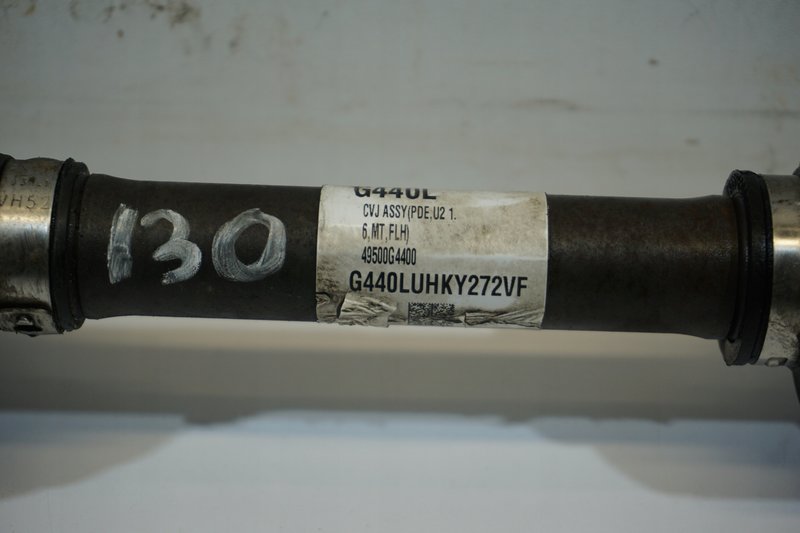 130
G440L
CVJ ASSY(PDE,U2 1.
6,MT,FLH)
49500G4400
G440LUHKY272VF